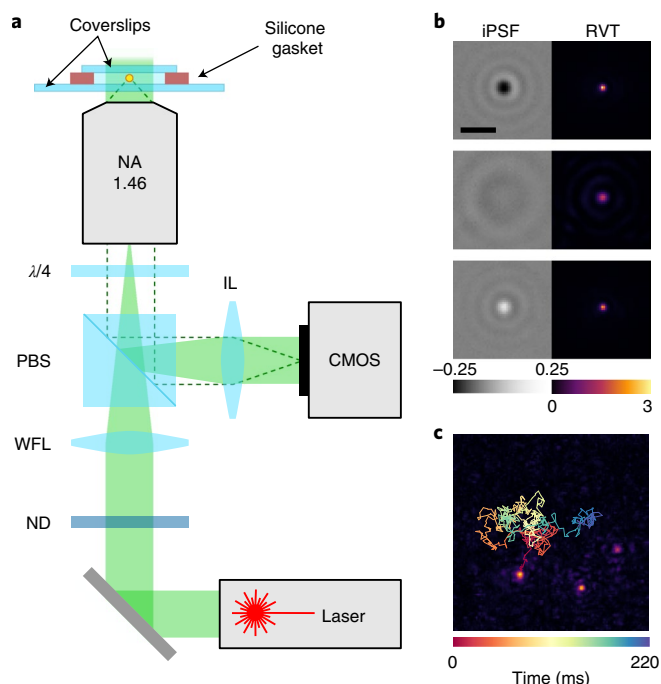 a
Coverslips
Silicone
gasket
NA
1.46
λ/4
IL
PBS
CMOS
WFL
ND
Laser
b
iPSF
RVT
−0.25
0.25
0
3
c
0
220
Time (ms)